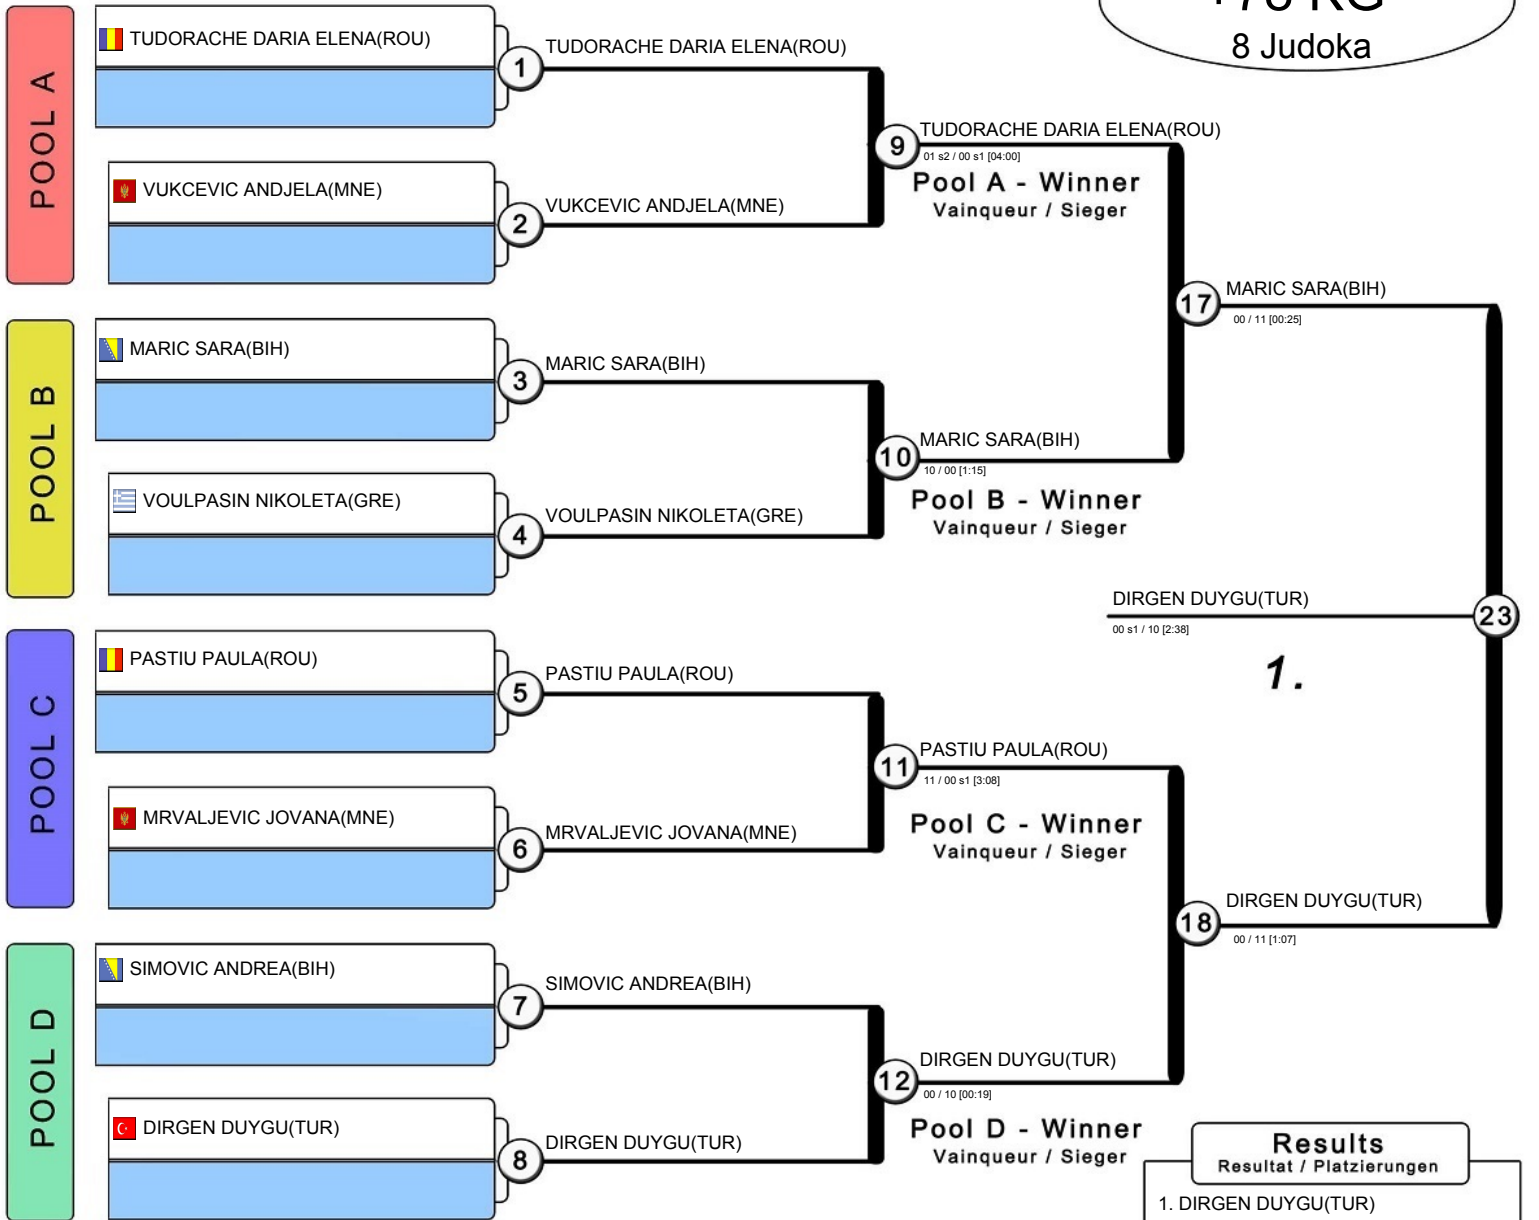 +78 KG
8 Judoka
POOL A
TUDORACHE DARIA ELENA(ROU)
1
TUDORACHE DARIA ELENA(ROU)
VUKCEVIC ANDJELA(MNE)
2
VUKCEVIC ANDJELA(MNE)
9
TUDORACHE DARIA ELENA(ROU)
01 s2 / 00 s1 [04:00]
Pool A - Winner
Vainqueur / Sieger
POOL B
MARIC SARA(BIH)
3
MARIC SARA(BIH)
VOULPASIN NIKOLETA(GRE)
4
VOULPASIN NIKOLETA(GRE)
10
MARIC SARA(BIH)
10 / 00 [1:15]
Pool B - Winner
Vainqueur / Sieger
17
MARIC SARA(BIH)
00 / 11 [00:25]
DIRGEN DUYGU(TUR)
00 s1 / 10 [2:38]
23
1.
POOL C
PASTIU PAULA(ROU)
5
PASTIU PAULA(ROU)
MRVALJEVIC JOVANA(MNE)
6
MRVALJEVIC JOVANA(MNE)
11
PASTIU PAULA(ROU)
11 / 00 s1 [3:08]
Pool C - Winner
Vainqueur / Sieger
18
DIRGEN DUYGU(TUR)
00 / 11 [1:07]
POOL D
SIMOVIC ANDREA(BIH)
7
SIMOVIC ANDREA(BIH)
DIRGEN DUYGU(TUR)
8
DIRGEN DUYGU(TUR)
12
DIRGEN DUYGU(TUR)
00 / 10 [00:19]
Pool D - Winner
Vainqueur / Sieger
Results
Resultat / Platzierungen
1. DIRGEN DUYGU(TUR)